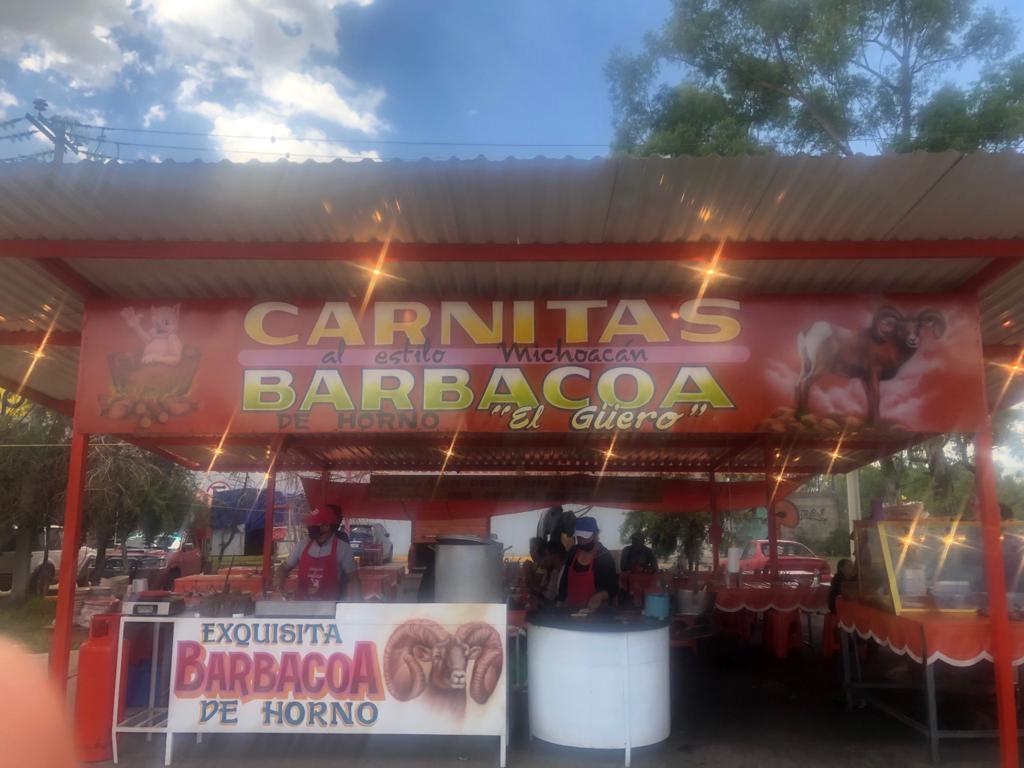 CARNITAS
al estilo Michoacán
BARBACOA
DE HORNO "El Güero"
EXQUISITA
BARBACOA
DE HORNO